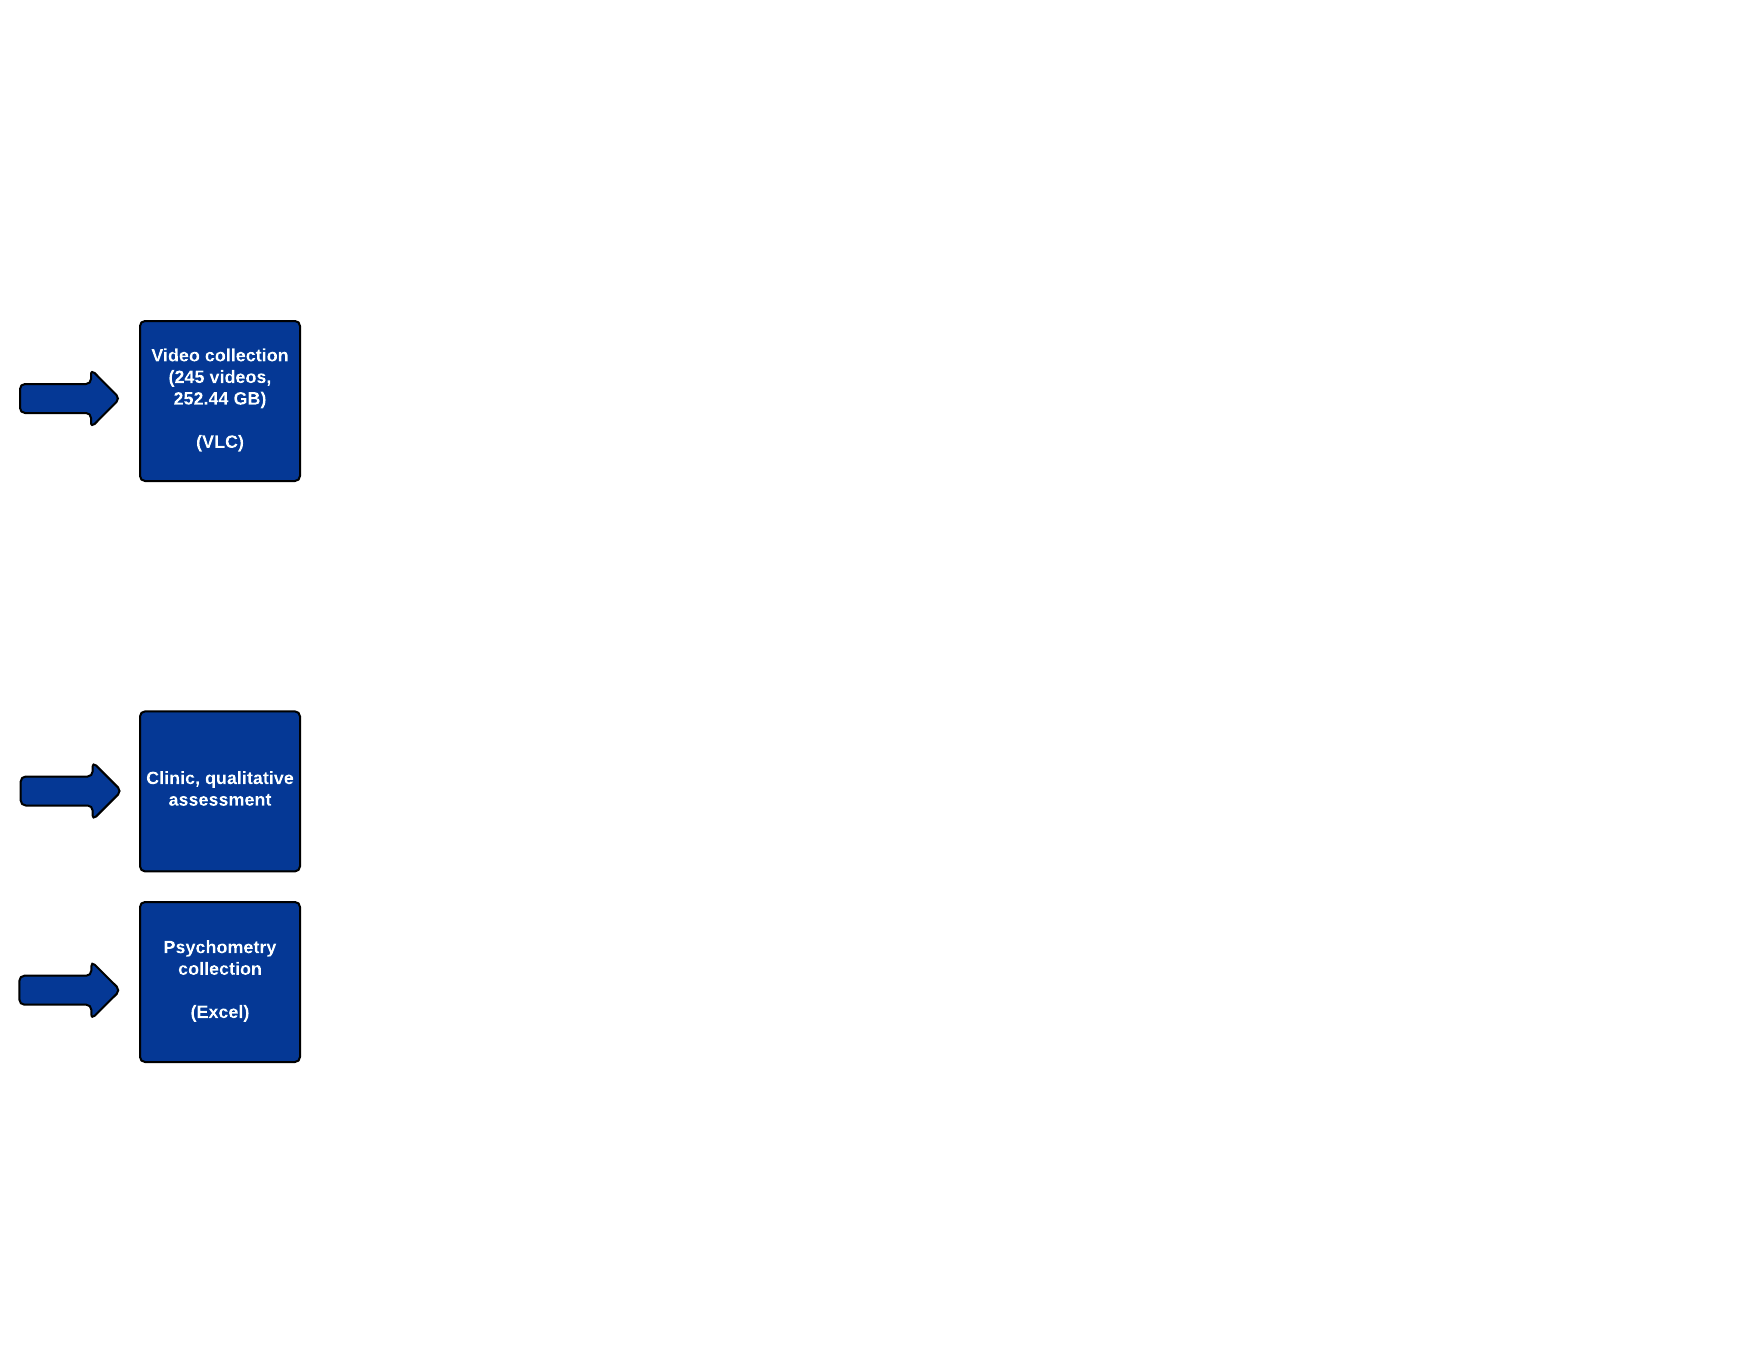 Video collection
(245 videos,
252.44 GB)
(VLC)
Clinic, qualitative
assessment
Psychometry
collection
(Excel)